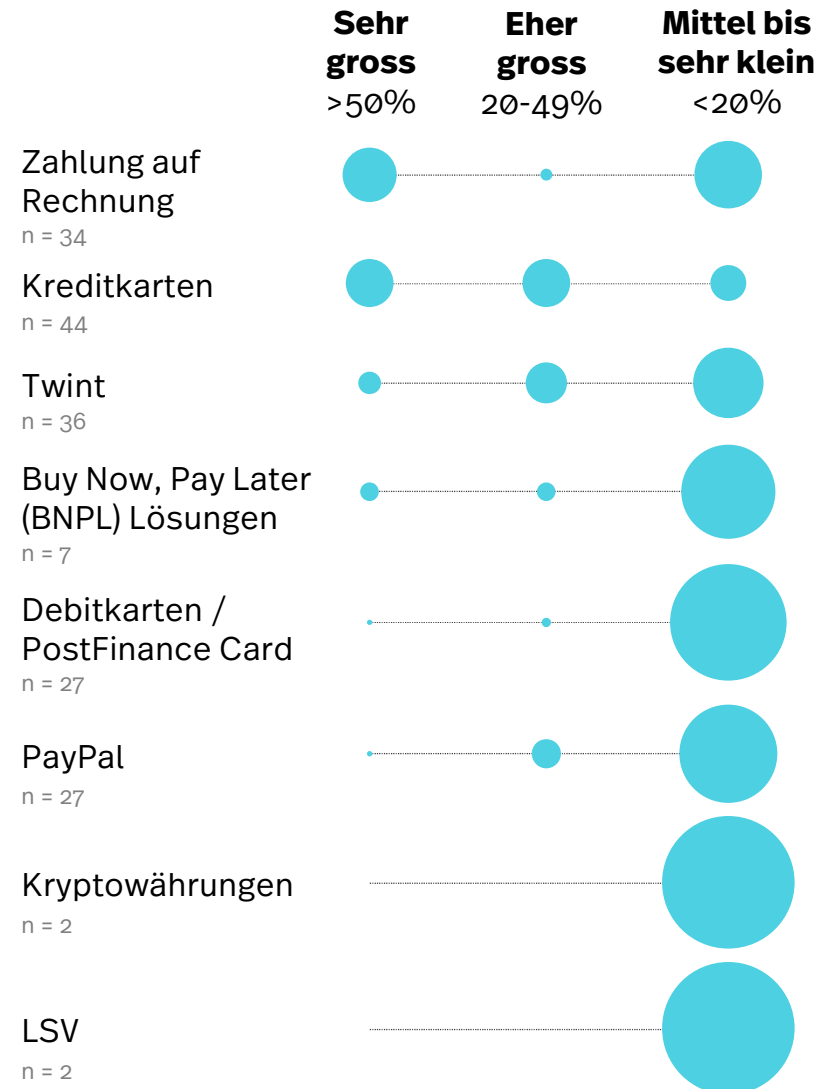 Sehr gross
>50%
Eher gross
20-49%
Mittel bis sehr klein
<20%
Zahlung auf
Rechnung
n = 34
Kreditkarten
n = 44
Twint
n = 36
Buy Now, Pay Later
(BNPL) Lösungen
n = 7
Debitkarten /
PostFinance Card
n = 27
PayPal
n = 27
Kryptowährungen
n = 2
LSV
n = 2